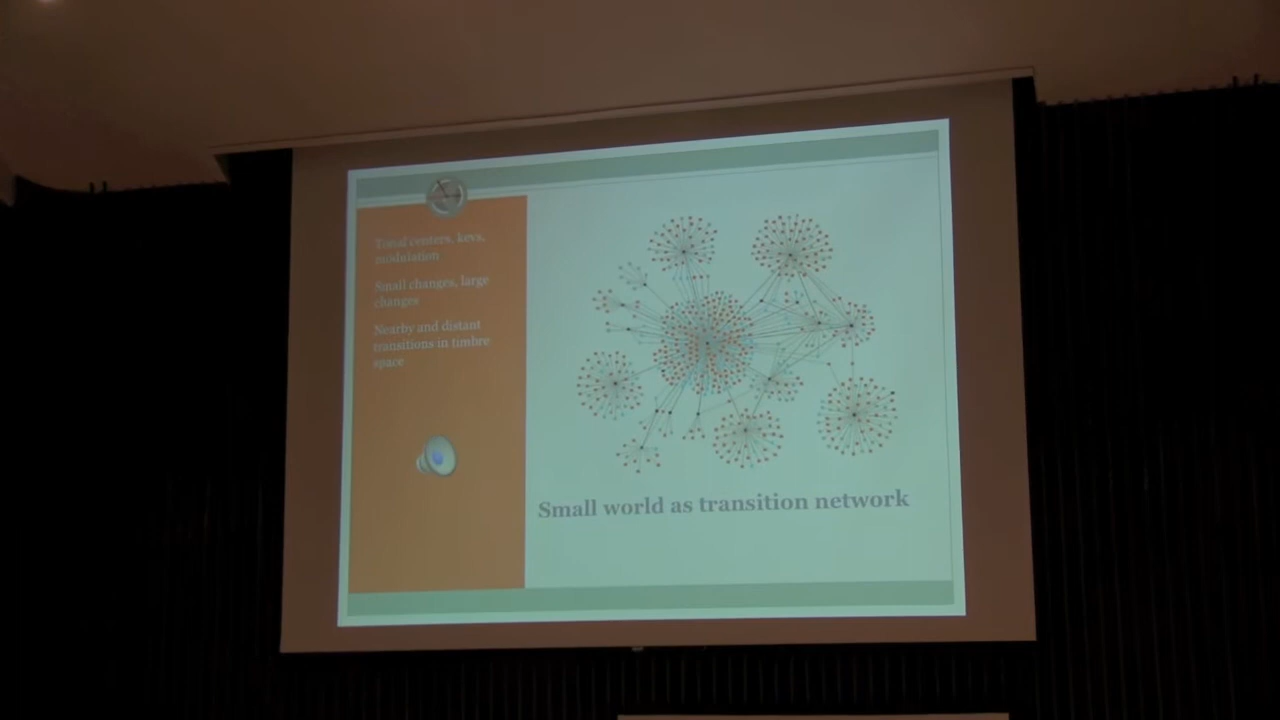 Tonal centers, keys,
modulation
Small changes, large
changes
Nearby and distant
transitions in timbre
space
Small world as transition network